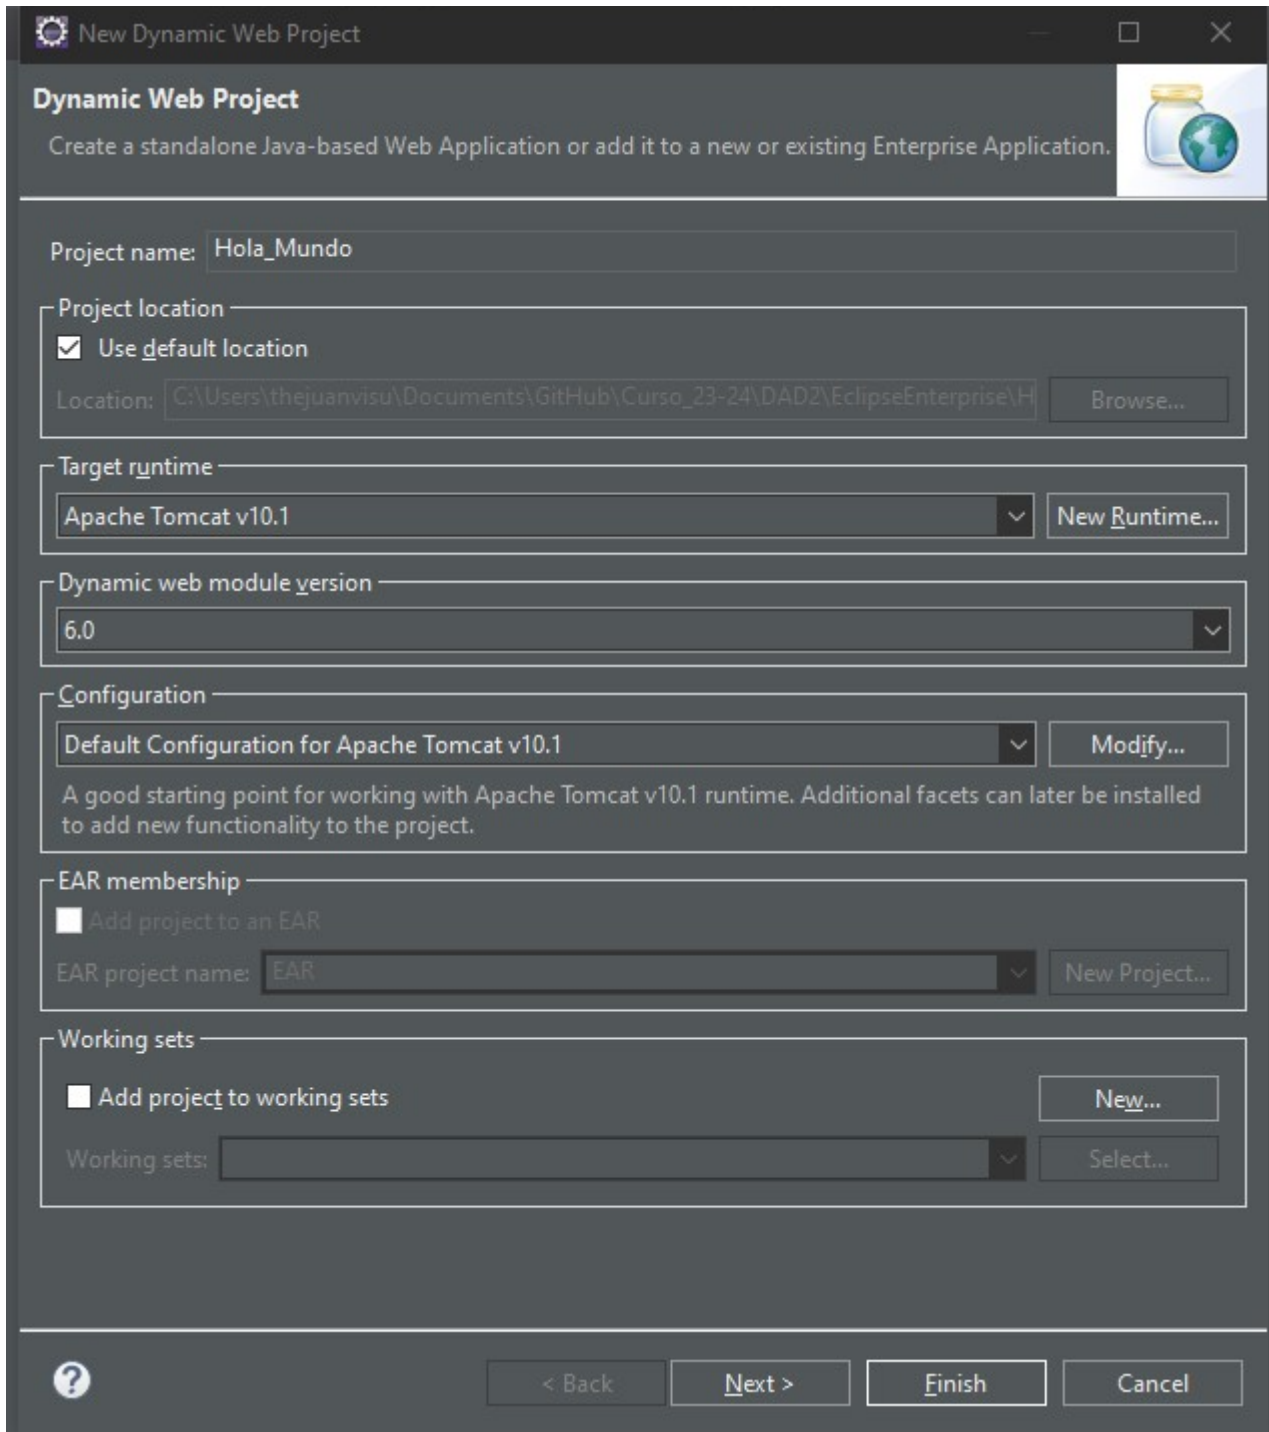 New Dynamic Web Project
Dynamic Web Project
Create a standalone Java-based Web Application or add it to a new or existing Enterprise Application.
Project name: Hola_Mundo
Project location
Use default location
Location: C:\Users\thejuanvisu\Documents\GitHub\Curso_23-24\DAD2\EclipseEnterprise\H Browse...
Target runtime
Apache Tomcat v10.1 New Runtime...
Dynamic web module version
6.0
Configuration
Default Configuration for Apache Tomcat v10.1 Modify...
A good starting point for working with Apache Tomcat v10.1 runtime. Additional facets can later be installed
to add new functionality to the project.
EAR membership
Add project to an EAR
EAR project name: EAR New Project...
Working sets
Add project to working sets New...
Working sets: Select...
? < Back Next > Finish Cancel